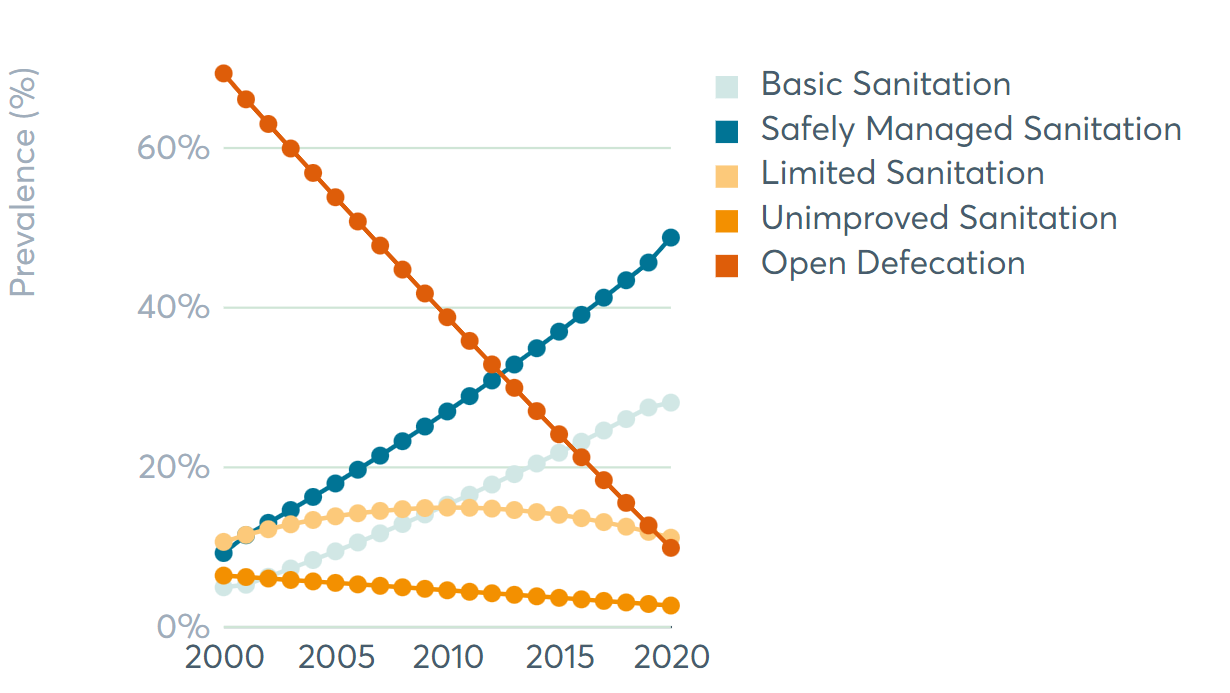 Prevalence (%)
60%
40%
20%
0%
2000 2005 2010 2015 2020
Basic Sanitation
Safely Managed Sanitation
Limited Sanitation
Unimproved Sanitation
Open Defecation